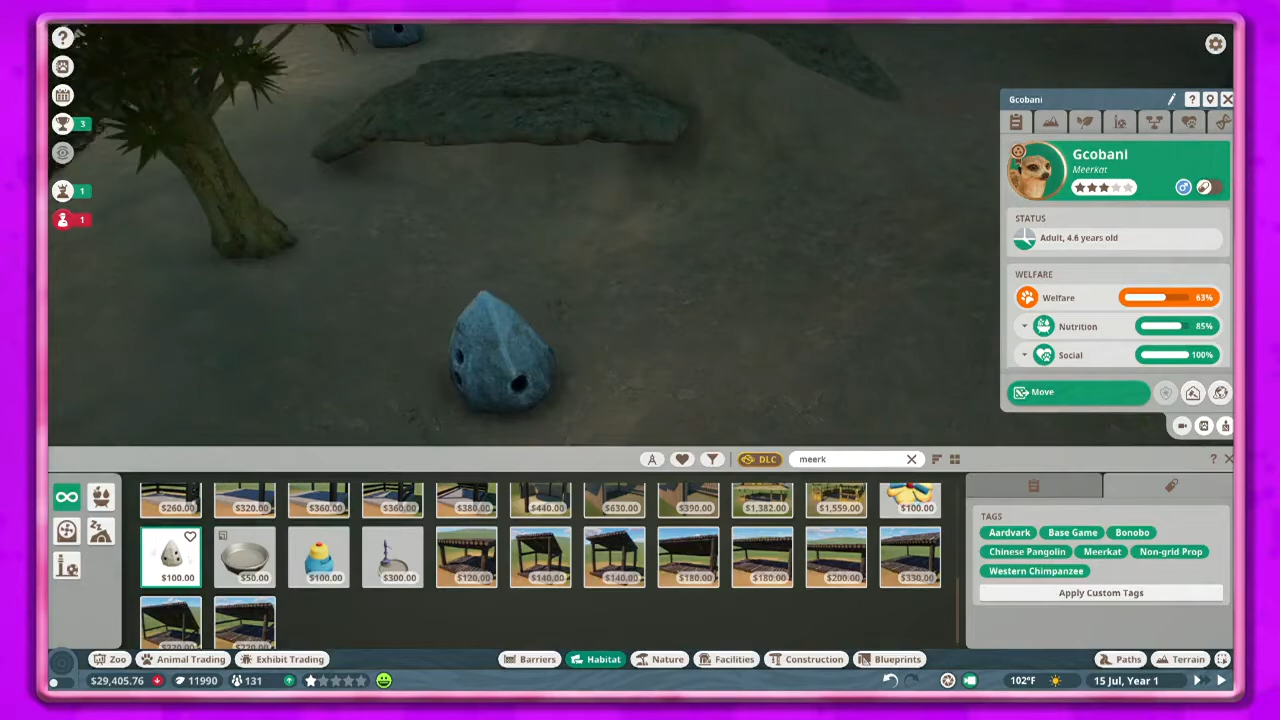 ?
3
1
1
Gcobani
?
Gcobani
Meerkat
STATUS
Adult, 4.6 years old
WELFARE
Welfare 63%
Nutrition 85%
Social 100%
Move
DLC
meerk
?
$260.00 $320.00 $360.00 $360.00 $380.00 $440.00 $630.00 $390.00 $1,382.00 $1,559.00 $100.00
$100.00 $50.00 $100.00 $300.00 $120.00 $140.00 $140.00 $180.00 $180.00 $200.00 $330.00
TAGS
Aardvark Base Game Bonobo
Chinese Pangolin Meerkat Non-grid Prop
Western Chimpanzee
Apply Custom Tags
Zoo Animal Trading Exhibit Trading Barriers Habitat Nature Facilities Construction Blueprints Paths Terrain
$29,405.76 11990 131 102°F 15 Jul, Year 1